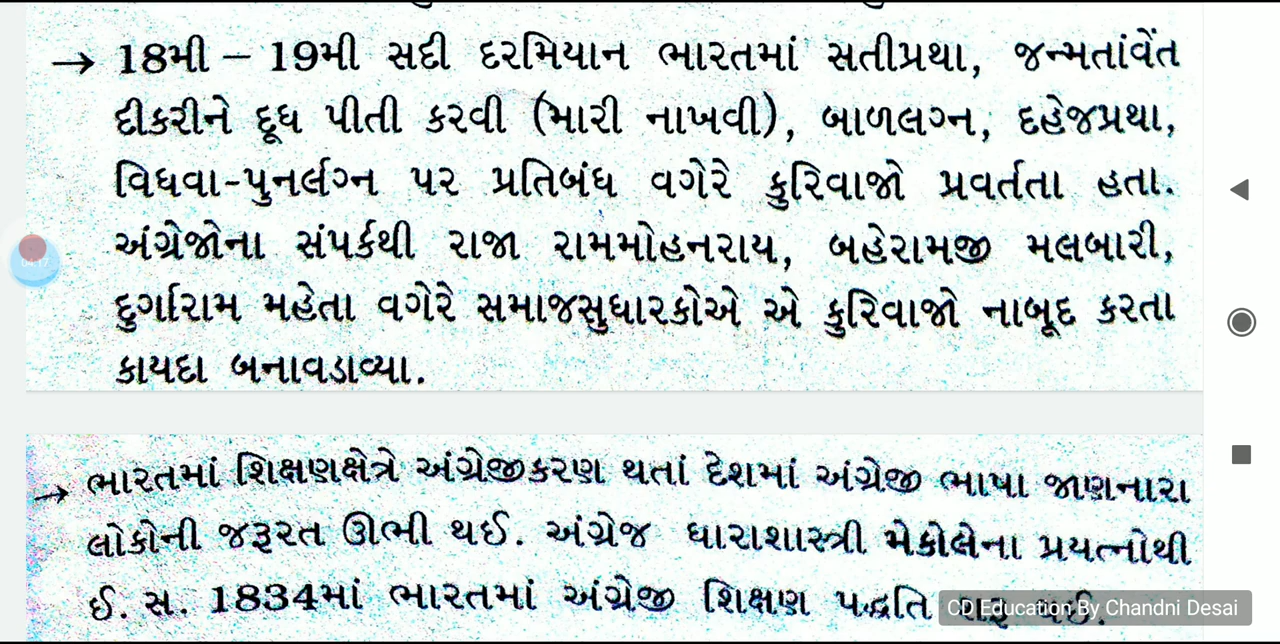 → 18મી – 19મી સદી દરમિયાન ભારતમાં સતીપ્રથા, જન્મતાંવેંત
દીકરીને દૂધ પીતી કરવી (મારી નાખવી), બાળલગ્ન, દહેજપ્રથા,
વિધવા-પુનર્લગ્ન પર પ્રતિબંધ વગેરે કુરિવાજો પ્રવર્તતા હતા.
અંગ્રેજોના સંપર્કથી રાજા રામમોહનરાય, બહેરામજી મલબારી,
દુર્ગારામ મહેતા વગેરે સમાજસુધારકોએ એ કુરિવાજો નાબૂદ કરતા
કાયદા બનાવડાવ્યા.
→ ભારતમાં શિક્ષણક્ષેત્રે અંગ્રેજીકરણ થતાં દેશમાં અંગ્રેજી ભાષા જાણનારા
લોકોની જરૂરત ઊભી થઈ. અંગ્રેજ ધારાશાસ્ત્રી મેકોલેના પ્રયત્નોથી
ઈ. સ. 1834માં ભારતમાં અંગ્રેજી શિક્ષણ પદ્ધતિ શરૂ થઈ.
CD Education By Chandni Desai